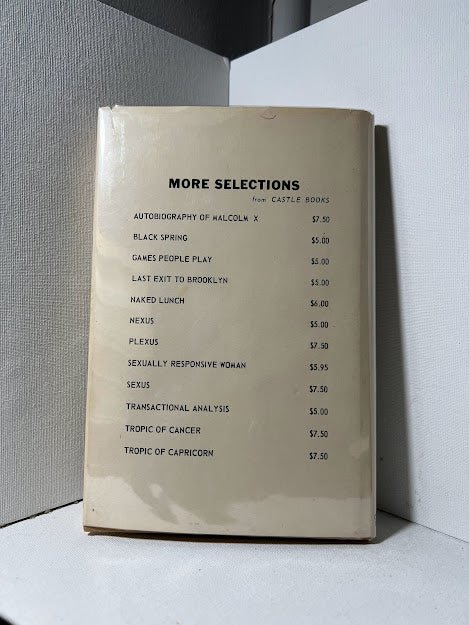 MORE SELECTIONS
from CASTLE BOOKS
AUTOBIOGRAPHY OF MALCOLM X $7.50
BLACK SPRING $5.00
GAMES PEOPLE PLAY $5.00
LAST EXIT TO BROOKLYN $5.00
NAKED LUNCH $6.00
NEXUS $5.00
PLEXUS $7.50
SEXUALLY RESPONSIVE WOMAN $5.95
SEXUS $7.50
TRANSACTIONAL ANALYSIS $5.00
TROPIC OF CANCER $7.50
TROPIC OF CAPRICORN $7.50